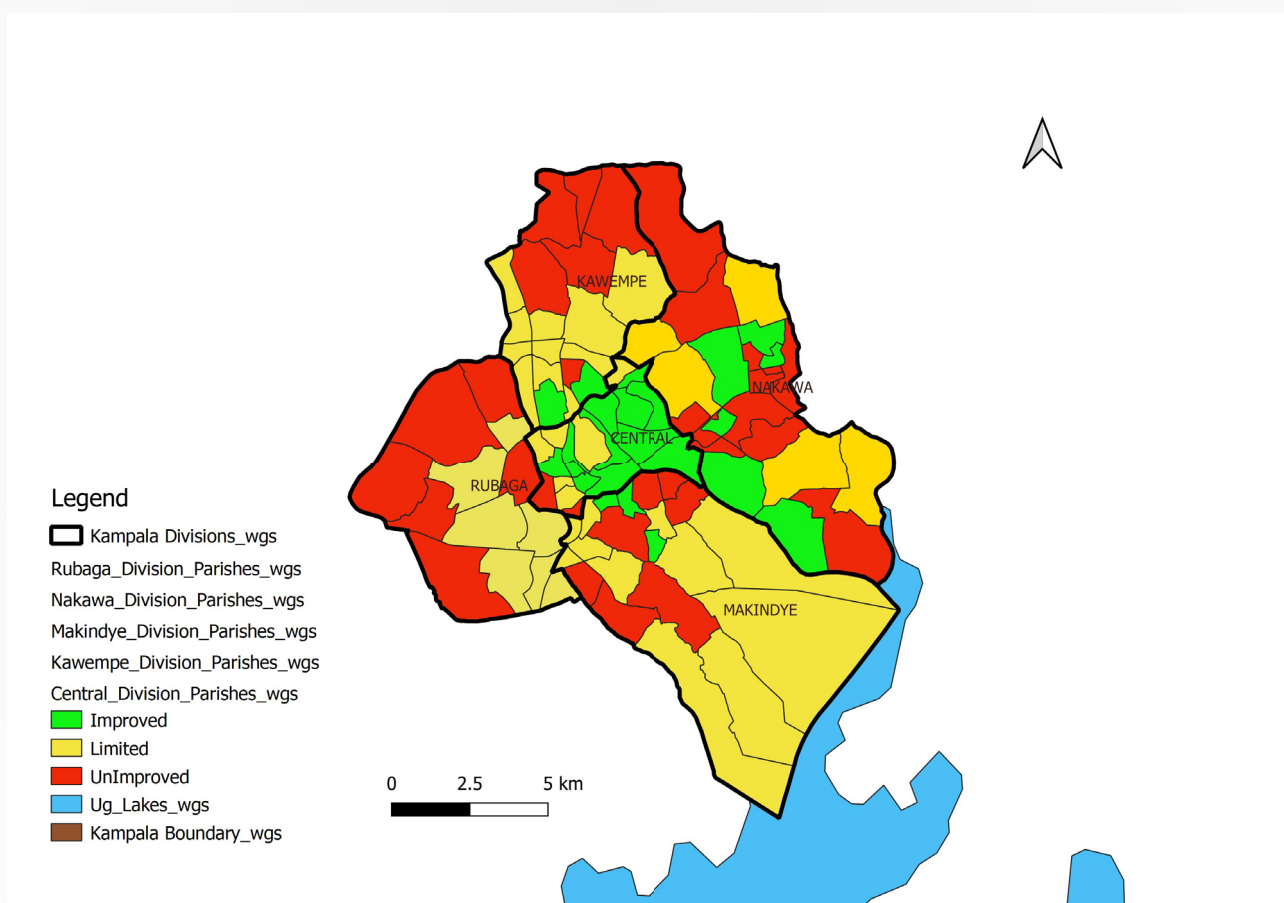 KAWEMPE
NAKAWA
CENTRAL
RUBAGA
MAKINDYE
Legend
Kampala Divisions_wgs
Rubaga_Division_Parishes_wgs
Nakawa_Division_Parishes_wgs
Makindye_Division_Parishes_wgs
Kawempe_Division_Parishes_wgs
Central_Division_Parishes_wgs
Improved
Limited
UnImproved
Ug_Lakes_wgs
Kampala Boundary_wgs
0 2.5 5 km